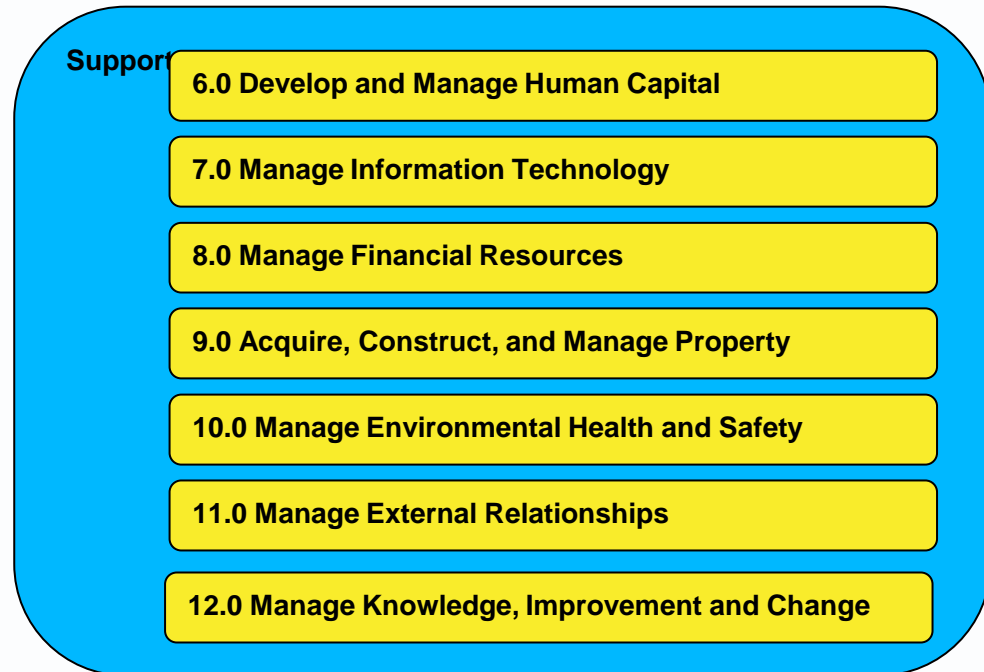 Support
6.0 Develop and Manage Human Capital
7.0 Manage Information Technology
8.0 Manage Financial Resources
9.0 Acquire, Construct, and Manage Property
10.0 Manage Environmental Health and Safety
11.0 Manage External Relationships
12.0 Manage Knowledge, Improvement and Change